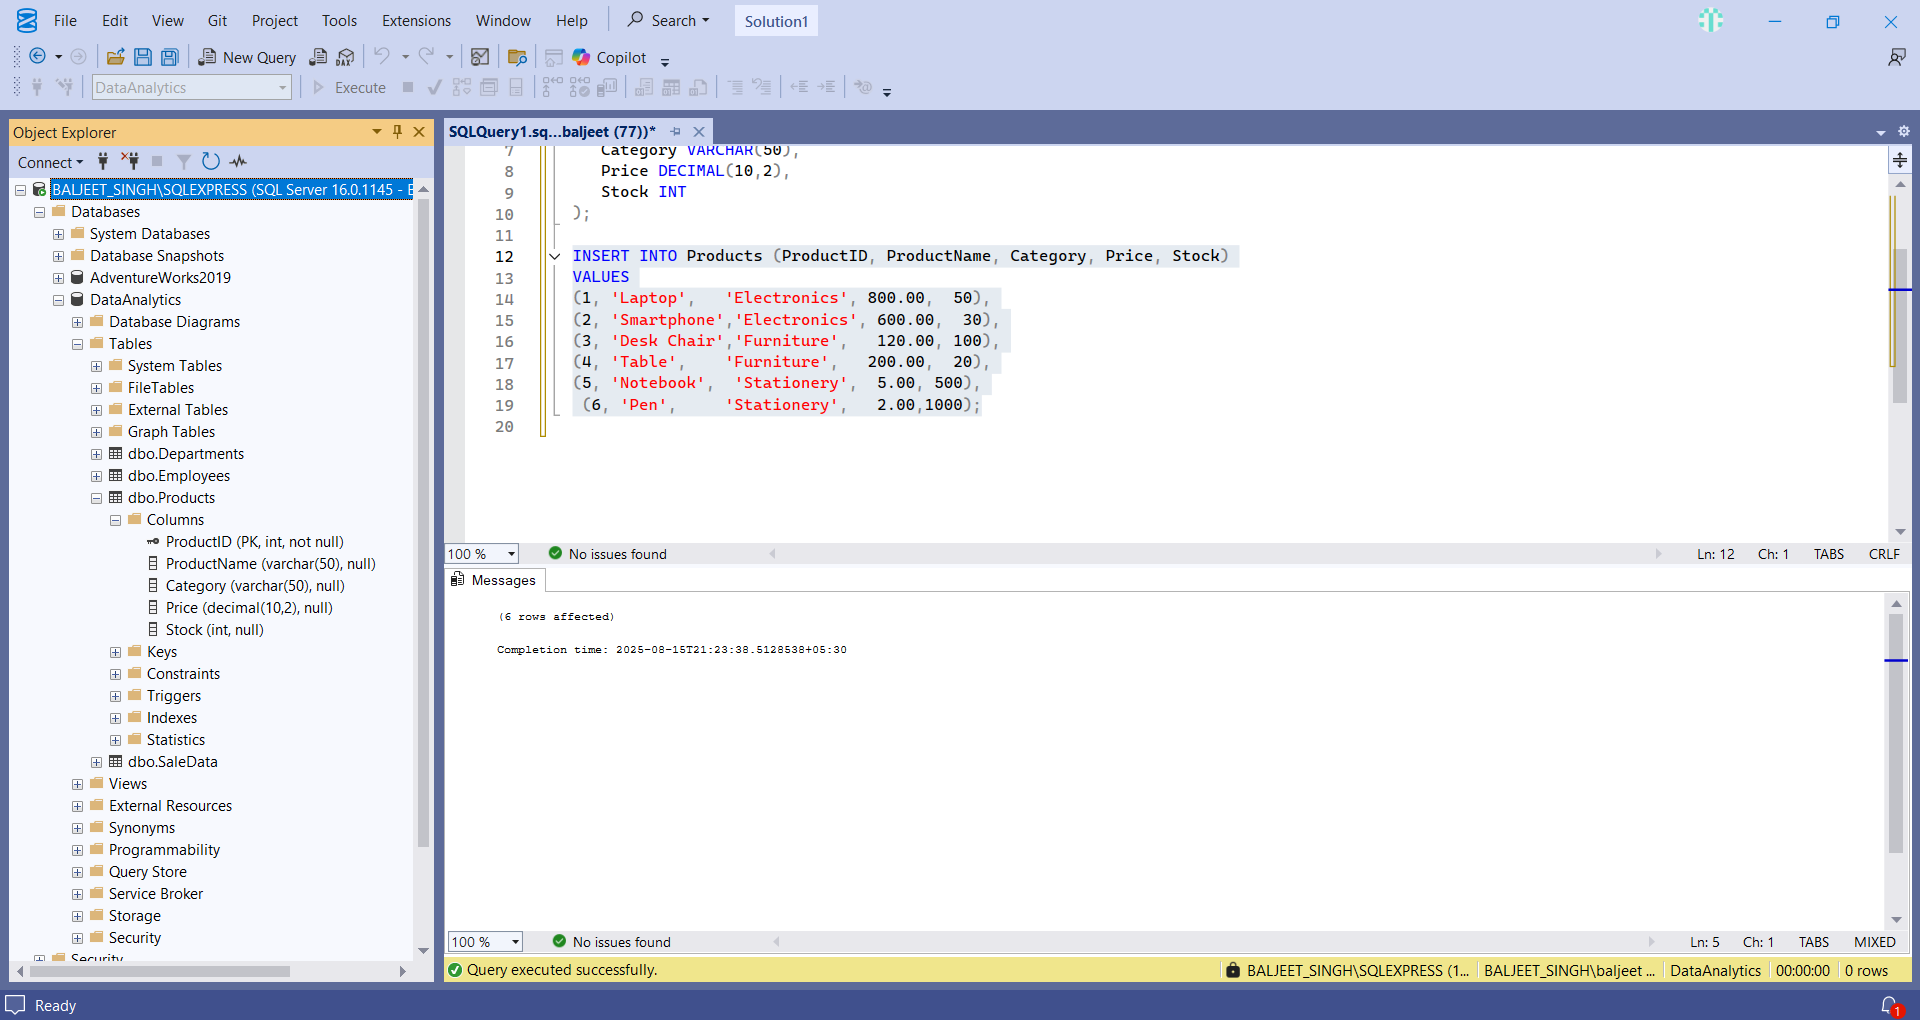 File Edit View Git Project Tools Extensions Window Help Search Solution1
New Query DAX Copilot
DataAnalytics Execute
Object Explorer
Connect
BALJEET_SINGH\SQLEXPRESS (SQL Server 16.0.1145 -
Databases
System Databases
Database Snapshots
AdventureWorks2019
DataAnalytics
Database Diagrams
Tables
System Tables
FileTables
External Tables
Graph Tables
dbo.Departments
dbo.Employees
dbo.Products
Columns
ProductID (PK, int, not null)
ProductName (varchar(50), null)
Category (varchar(50), null)
Price (decimal(10,2), null)
Stock (int, null)
Keys
Constraints
Triggers
Indexes
Statistics
dbo.SaleData
Views
External Resources
Synonyms
Programmability
Query Store
Service Broker
Storage
Security
Security
SQLQuery1.sq...baljeet (77))*
7 Category VARCHAR(50),
8 Price DECIMAL(10,2),
9 Stock INT
10 );
11
12 INSERT INTO Products (ProductID, ProductName, Category, Price, Stock)
13 VALUES
14 (1, 'Laptop', 'Electronics', 800.00, 50),
15 (2, 'Smartphone','Electronics', 600.00, 30),
16 (3, 'Desk Chair','Furniture', 120.00, 100),
17 (4, 'Table', 'Furniture', 200.00, 20),
18 (5, 'Notebook', 'Stationery', 5.00, 500),
19 (6, 'Pen', 'Stationery', 2.00,1000);
20
100 % No issues found Ln: 12 Ch: 1 TABS CRLF
Messages
(6 rows affected)
Completion time: 2025-08-15T21:23:38.5128538+05:30
100 % No issues found Ln: 5 Ch: 1 TABS MIXED
Query executed successfully. BALJEET_SINGH\SQLEXPRESS (1... BALJEET_SINGH\baljeet ... DataAnalytics 00:00:00 0 rows
Ready 1